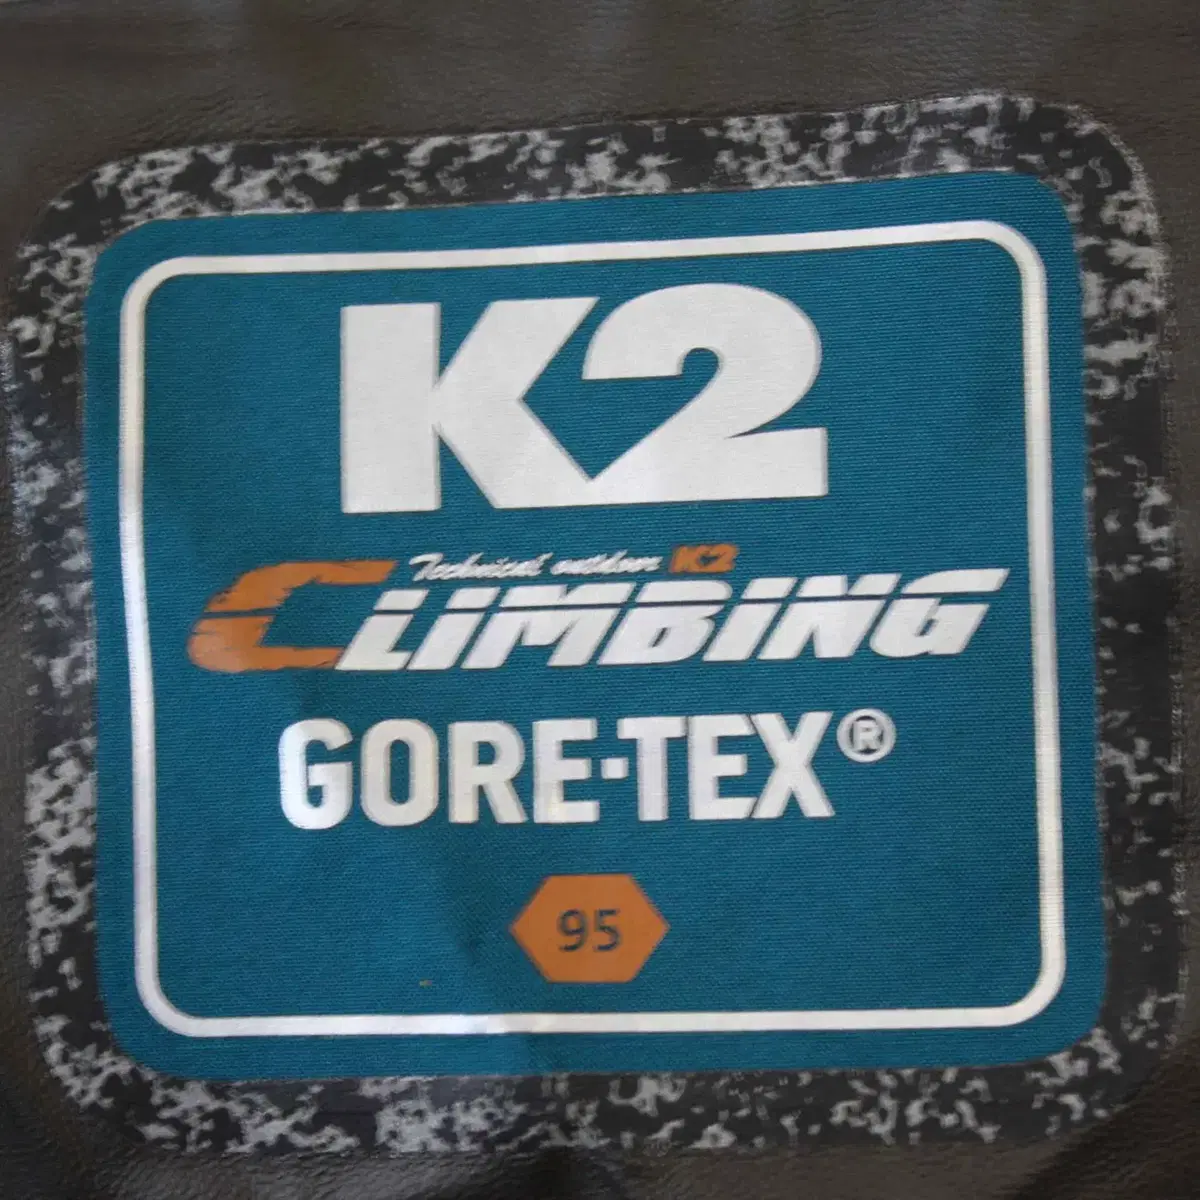 K2
Technical outdoor K2
CLIMBING
GORE-TEX®
95